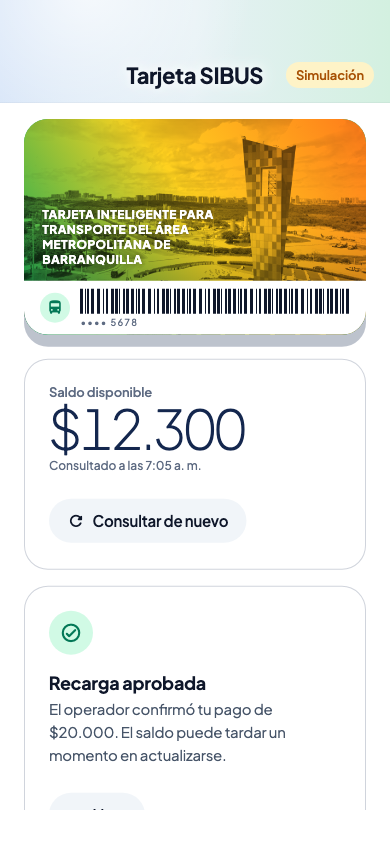 Tarjeta SIBUS
Simulación
TARJETA INTELIGENTE PARA
TRANSPORTE DEL ÁREA
METROPOLITANA DE
BARRANQUILLA
•••• 5678
Saldo disponible
$12.300
Consultado a las 7:05 a. m.
Consultar de nuevo
Recarga aprobada
El operador confirmó tu pago de
$20.000. El saldo puede tardar un
momento en actualizarse.